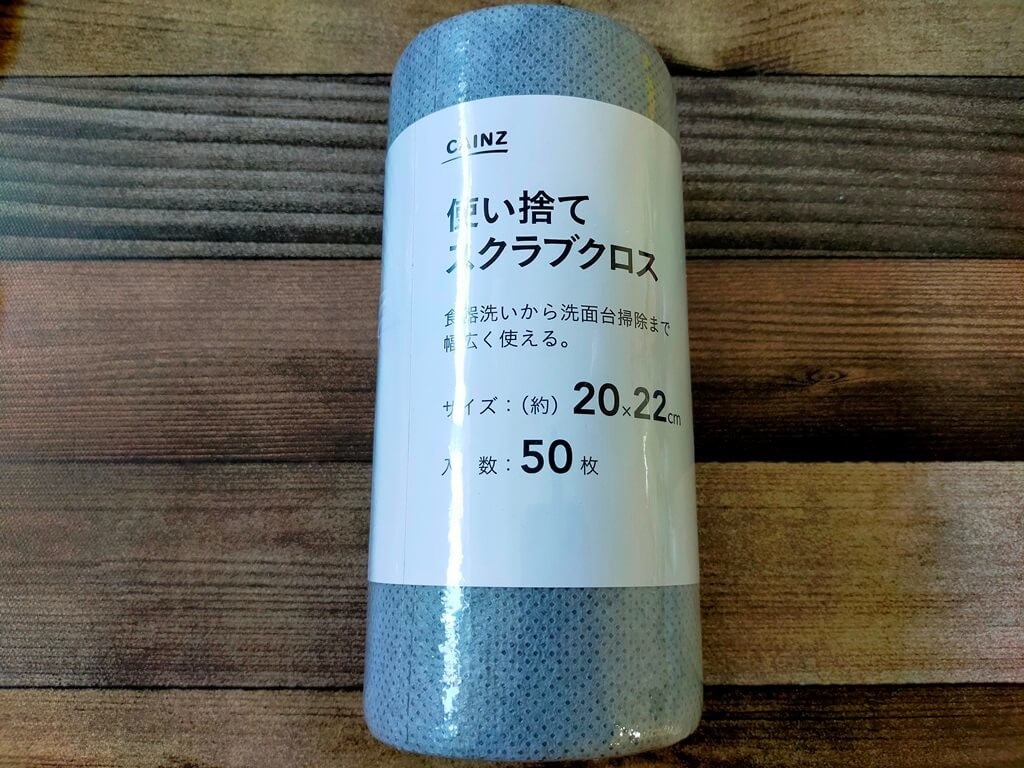 CAINZ
使い捨て
スクラブクロス
食器洗いから洗面台掃除まで
幅広く使える。
サイズ：（約）20×22cm
入 数：50枚